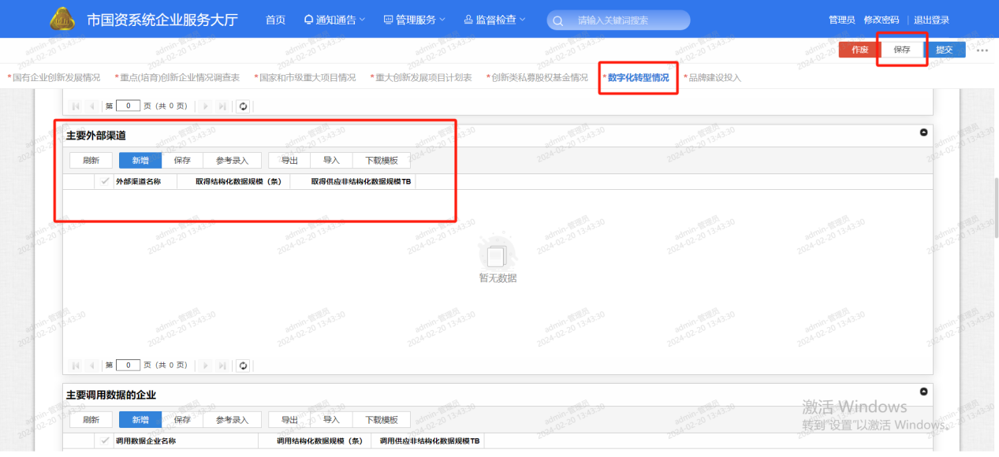 市国资系统企业服务大厅 首页 通知通告 管理服务 监督检查 请输入关键词搜索 管理员 修改密码 | 退出登录
作废 保存 提交
*国有企业创新发展情况 *重点(培育)创新企业情况调查表 *国家和市级重大项目情况 *重大创新发展项目计划表 *创新类私募股权基金情况 *数字化转型情况 *品牌建设投入
第 0 页 (共 0 页)
主要外部渠道
刷新 新增 保存 参考录入 导出 导入 下载模板
外部渠道名称 取得结构化数据规模（条） 取得供应非结构化数据规模TB
暂无数据
第 0 页 (共 0 页)
主要调用数据的企业
刷新 新增 保存 参考录入 导出 导入 下载模板
调用数据企业名称 调用结构化数据规模（条） 调用供应非结构化数据规模TB
激活 Windows
转到"设置"以激活 Windows。
admin-管理员
2024-02-20 13:43:30